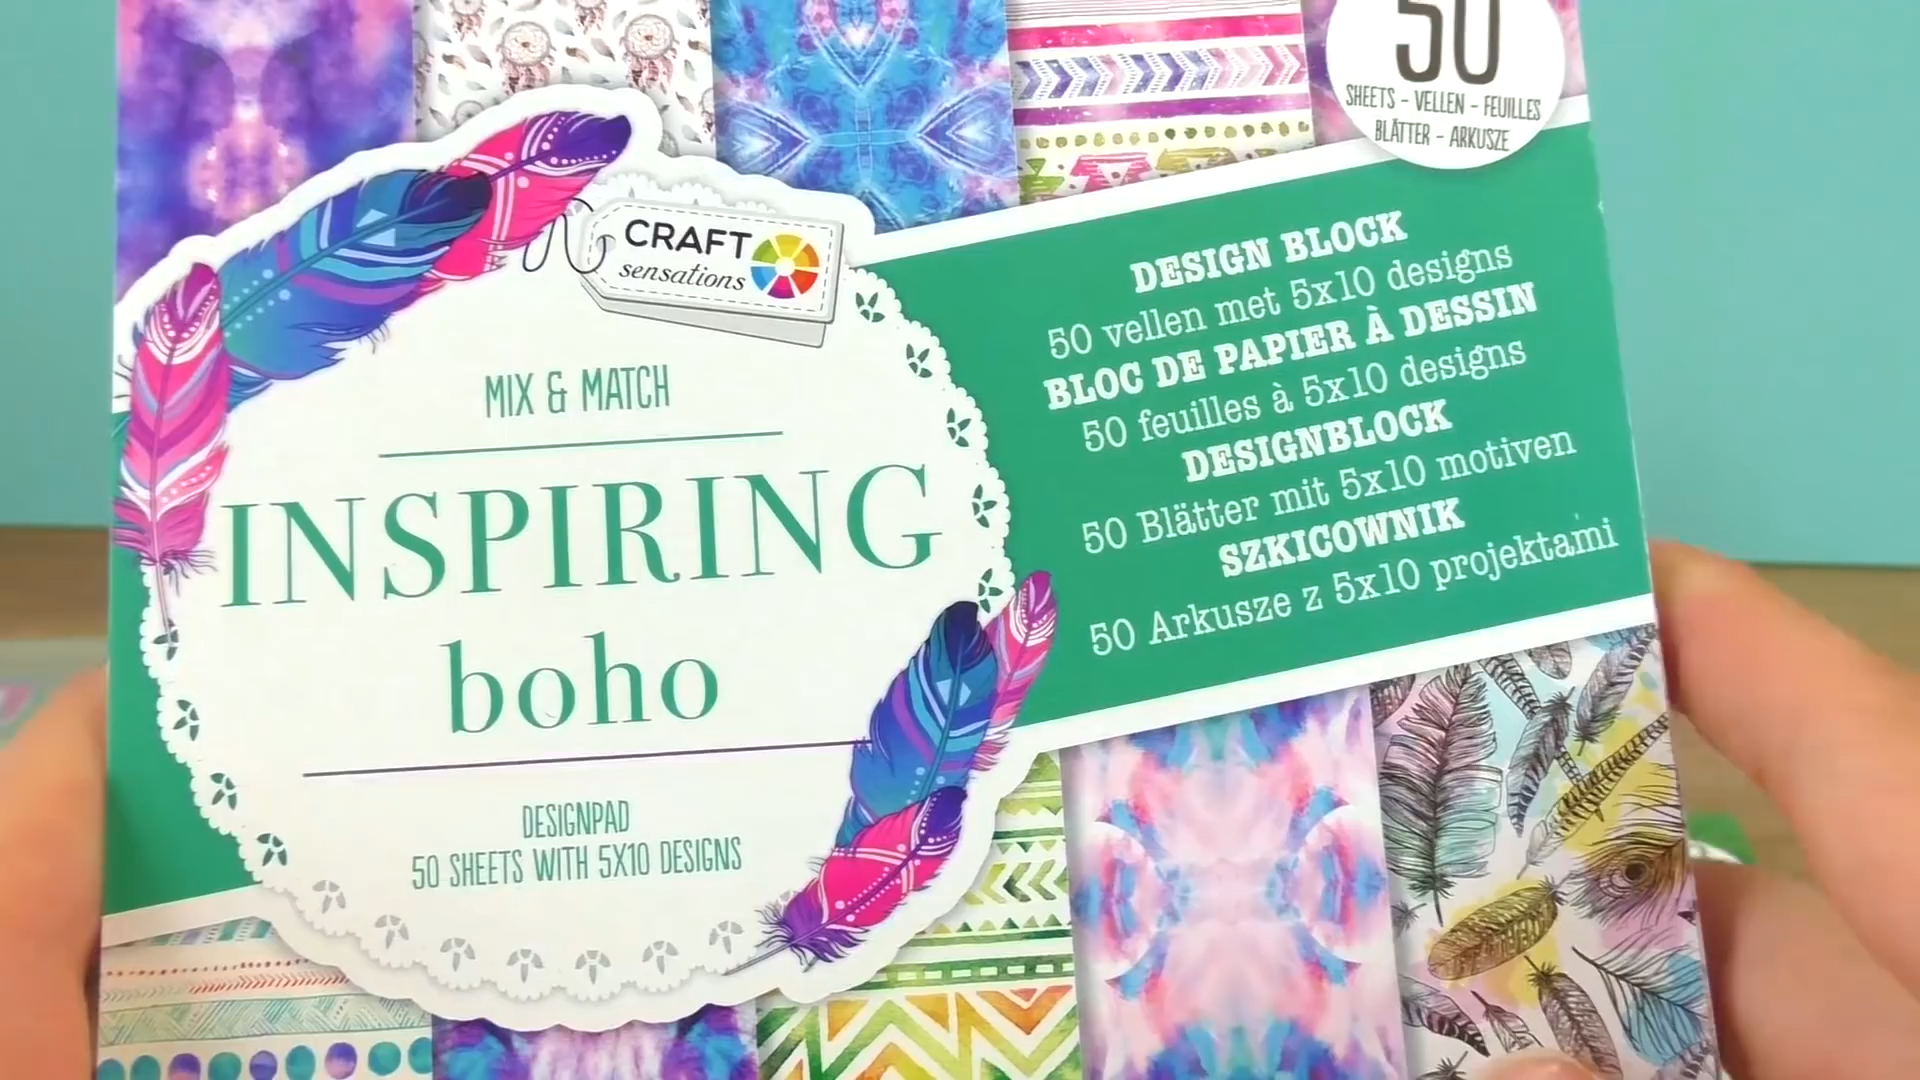 50
SHEETS - VELLEN - FEUILLES
BLÄTTER - ARKUSZE
CRAFT
sensations
MIX & MATCH
INSPIRING
boho
DESIGNPAD
50 SHEETS WITH 5X10 DESIGNS
DESIGN BLOCK
50 vellen met 5x10 designs
BLOC DE PAPIER À DESSIN
50 feuilles à 5x10 designs
DESIGNBLOCK
50 Blätter mit 5x10 motiven
SZKICOWNIK
50 Arkusze z 5x10 projektami